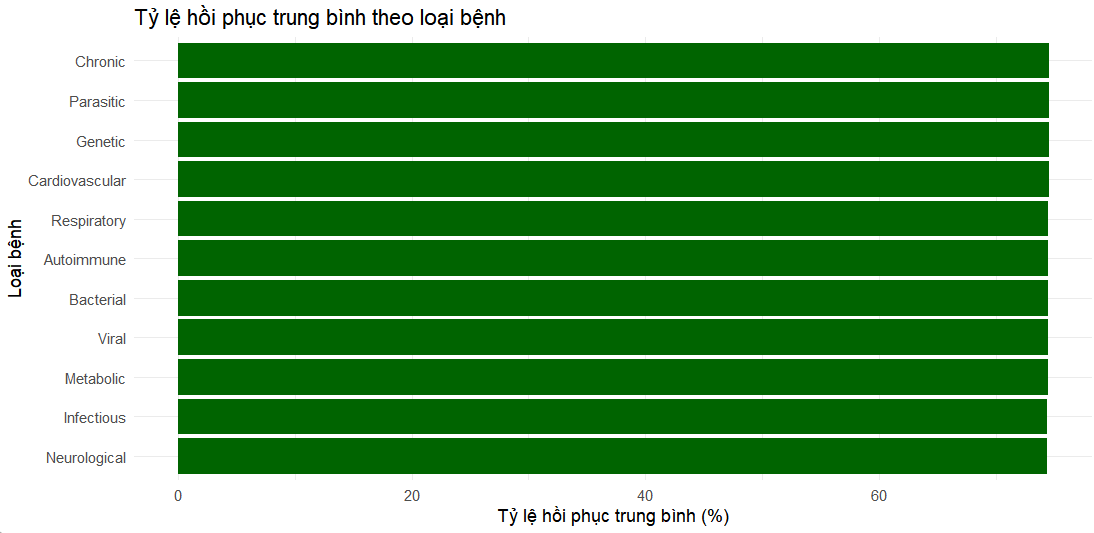 Tỷ lệ hồi phục trung bình theo loại bệnh
Loại bệnh
Chronic
Parasitic
Genetic
Cardiovascular
Respiratory
Autoimmune
Bacterial
Viral
Metabolic
Infectious
Neurological
0 20 40 60
Tỷ lệ hồi phục trung bình (%)